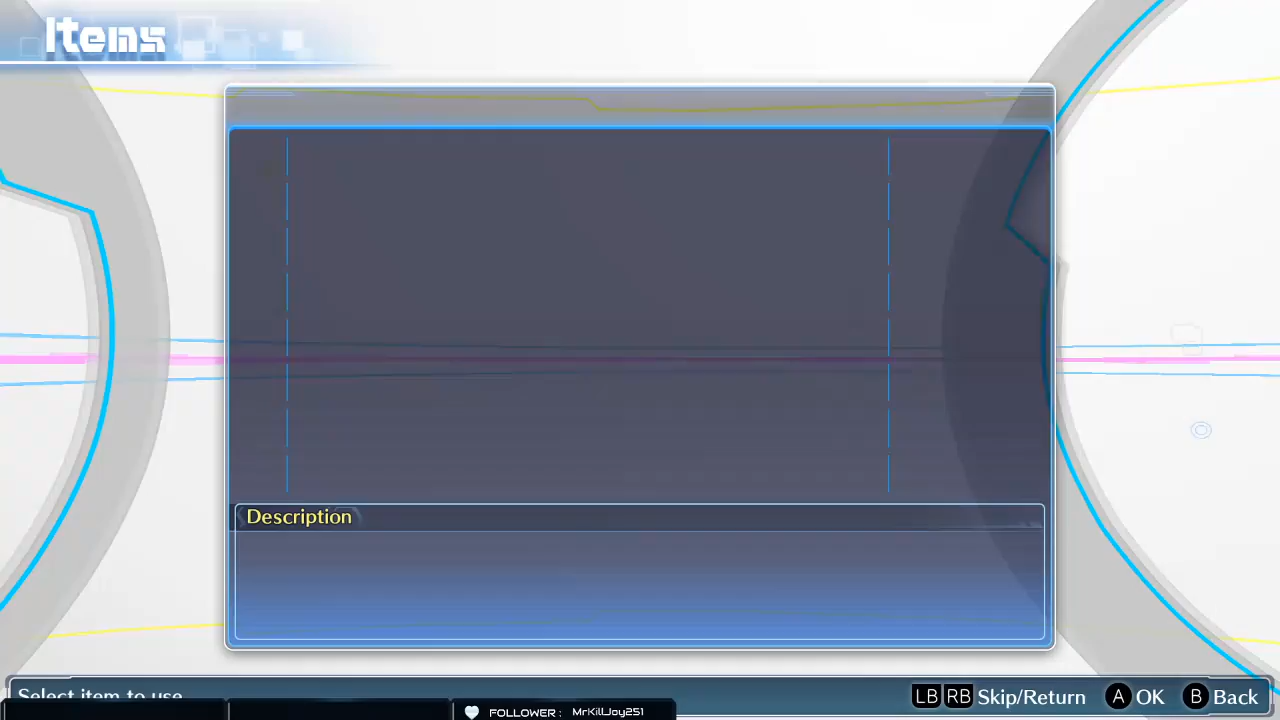 Items
Description
Select item to use
LB RB Skip/Return A OK B Back
FOLLOWER: MrKillJoy251